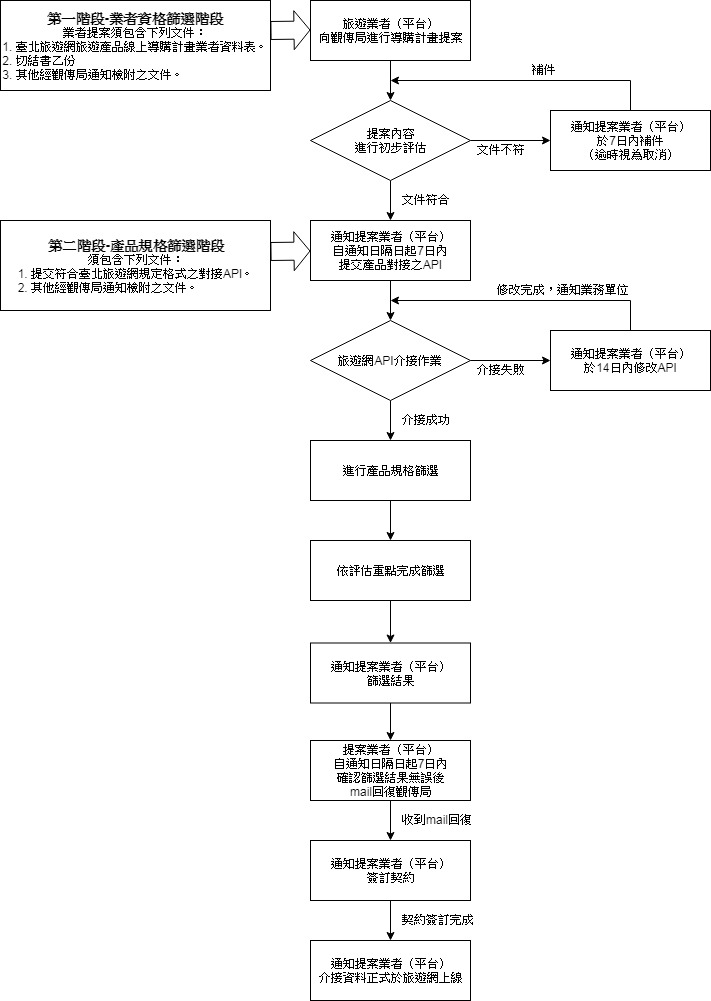 第一階段-業者資格篩選階段
業者提案須包含下列文件：
1. 臺北旅遊網旅遊產品線上導購計畫業者資料表。
2. 切結書乙份
3. 其他經觀傳局通知檢附之文件。
旅遊業者（平台）
向觀傳局進行導購計畫提案
補件
提案內容
進行初步評估
文件不符
通知提案業者（平台）
於7日內補件
（逾時視為取消）
文件符合
第二階段-產品規格篩選階段
須包含下列文件：
1. 提交符合臺北旅遊網規定格式之對接API。
2. 其他經觀傳局通知檢附之文件。
通知提案業者（平台）
自通知日隔日起7日內
提交產品對接之API
修改完成，通知業務單位
旅遊網API介接作業
介接失敗
通知提案業者（平台）
於14日內修改API
介接成功
進行產品規格篩選
依評估重點完成篩選
通知提案業者（平台）
篩選結果
提案業者（平台）
自通知日隔日起7日內
確認篩選結果無誤後
mail回復觀傳局
收到mail回復
通知提案業者（平台）
簽訂契約
契約簽訂完成
通知提案業者（平台）
介接資料正式於旅遊網上線